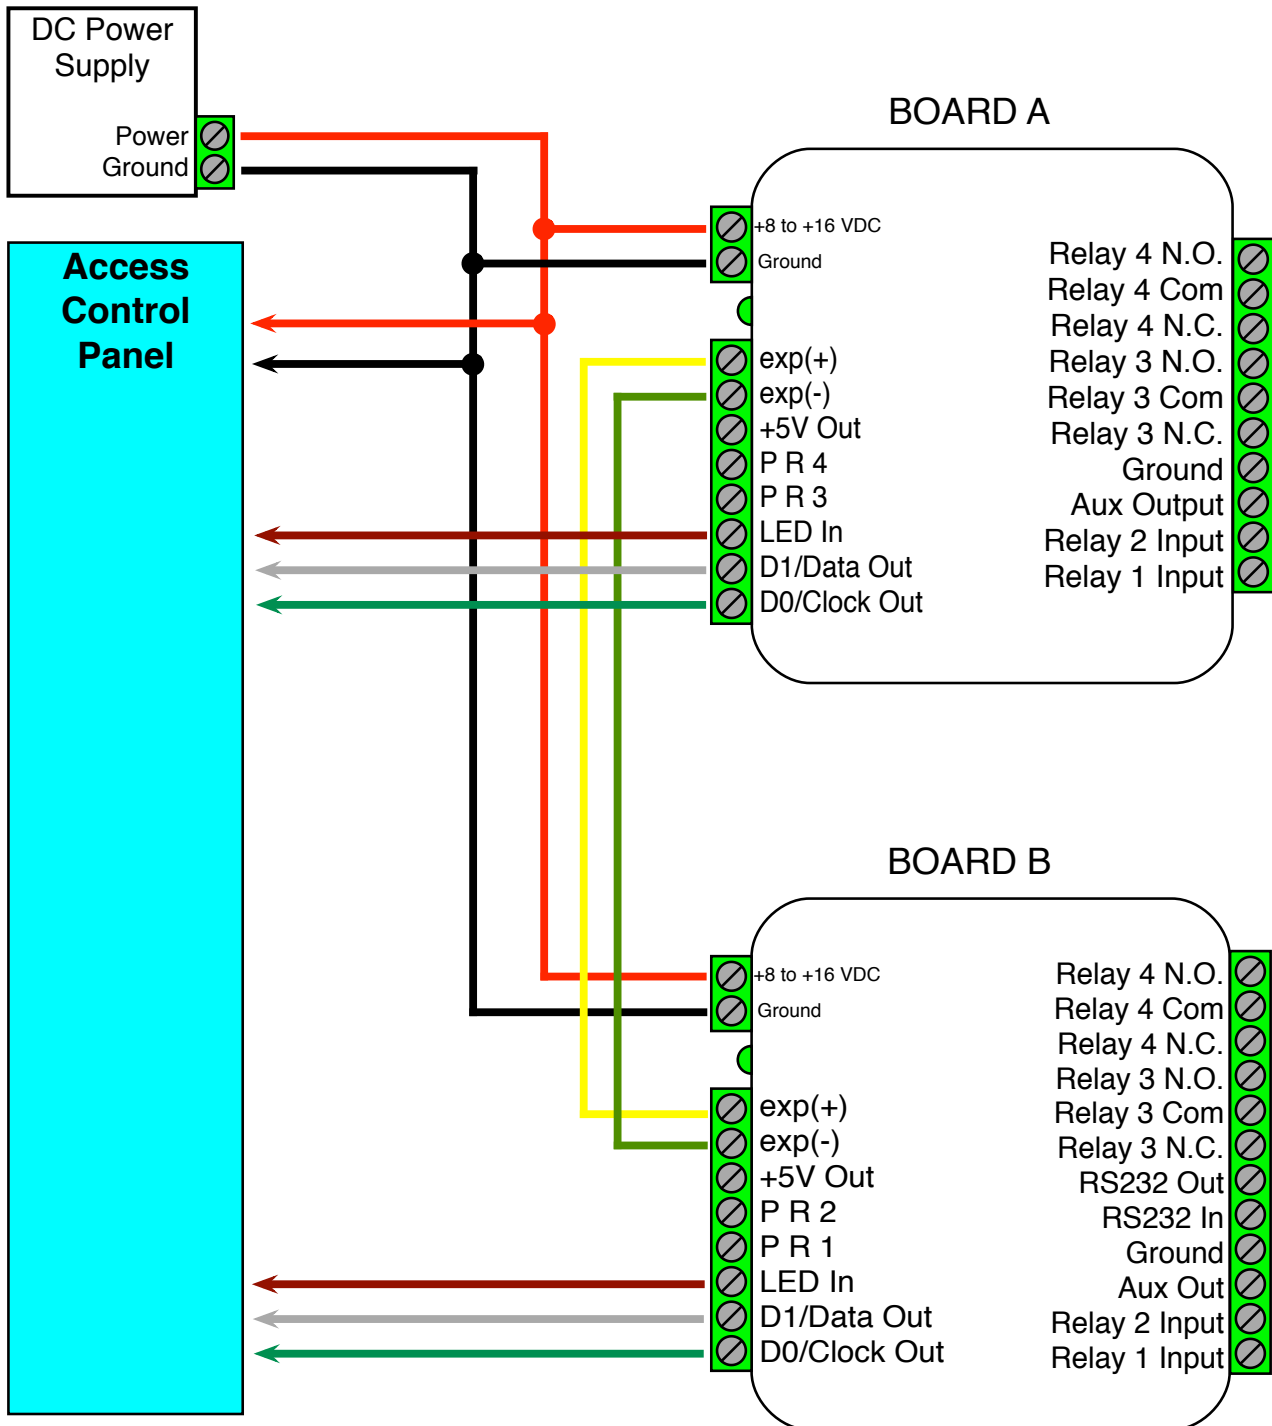 DC Power
Supply
Power
Ground
Access
Control
Panel
BOARD A
+8 to +16 VDC
Ground
exp(+)
exp(-)
+5V Out
P R 4
P R 3
LED In
D1/Data Out
D0/Clock Out
Relay 4 N.O.
Relay 4 Com
Relay 4 N.C.
Relay 3 N.O.
Relay 3 Com
Relay 3 N.C.
Ground
Aux Output
Relay 2 Input
Relay 1 Input
BOARD B
+8 to +16 VDC
Ground
exp(+)
exp(-)
+5V Out
P R 2
P R 1
LED In
D1/Data Out
D0/Clock Out
Relay 4 N.O.
Relay 4 Com
Relay 4 N.C.
Relay 3 N.O.
Relay 3 Com
Relay 3 N.C.
RS232 Out
RS232 In
Ground
Aux Out
Relay 2 Input
Relay 1 Input